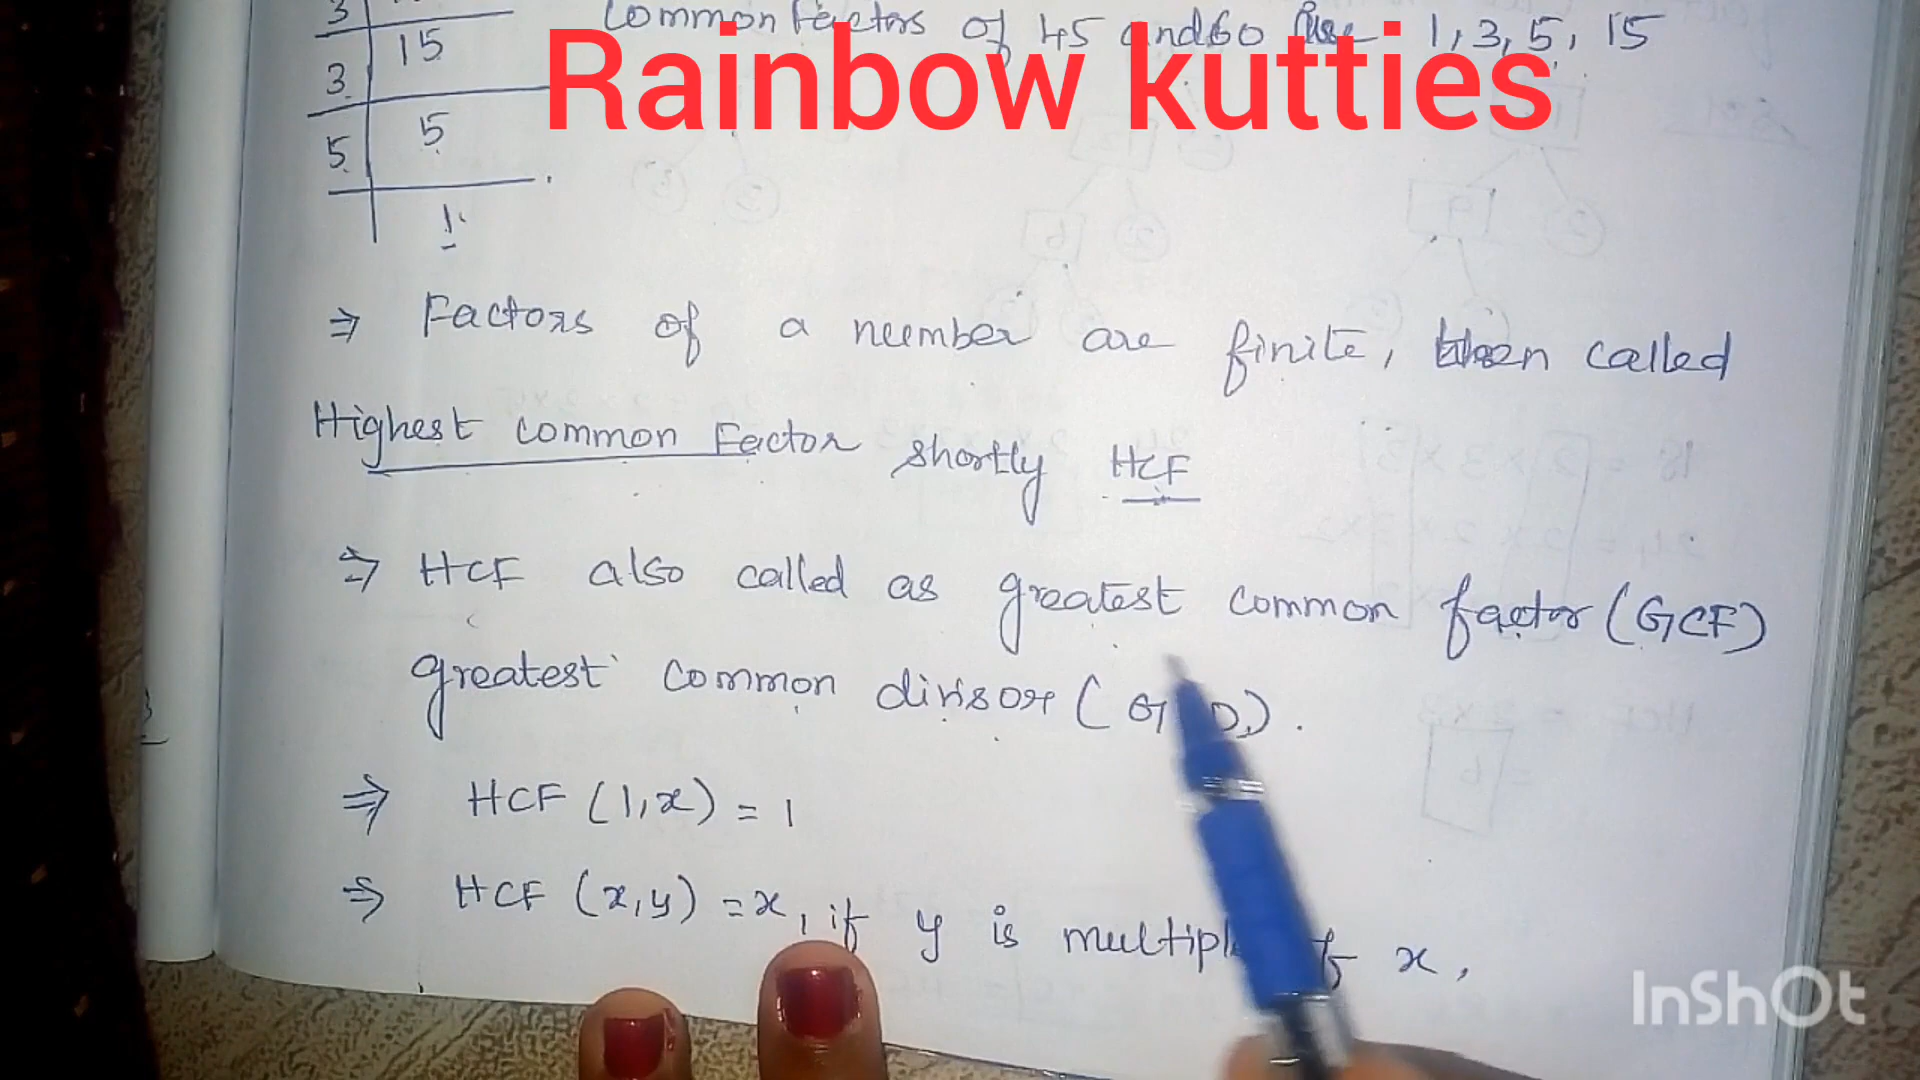 Common Factors of 45 and 60 are 1, 3, 5, 15
Rainbow kutties
3
3 | 15
5 | 5
1
⇒ Factors of a number are finite, then called
Highest common Factor shortly HCF
⇒ HCF also called as greatest common factor (GCF)
greatest common divisor (G D).
⇒ HCF (1,x) = 1
⇒ HCF (x,y) = x, if y is multipl f x,
InShOt